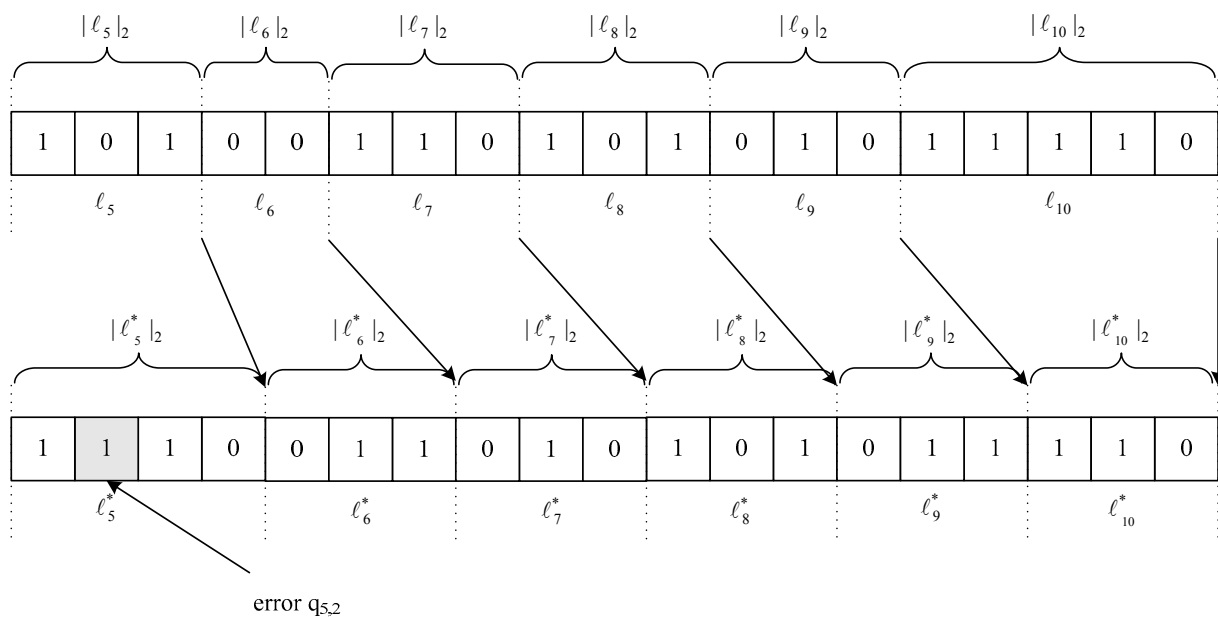 |ℓ₅|₂ |ℓ₆|₂ |ℓ₇|₂ |ℓ₈|₂ |ℓ₉|₂ |ℓ₁₀|₂
1 0 1 0 0 1 1 0 1 0 1 0 1 0 1 1 1 1 0
ℓ₅ ℓ₆ ℓ₇ ℓ₈ ℓ₉ ℓ₁₀
|ℓ*₅|₂ |ℓ*₆|₂ |ℓ*₇|₂ |ℓ*₈|₂ |ℓ*₉|₂ |ℓ*₁₀|₂
1 1 1 0 0 1 1 0 1 0 1 0 1 0 1 1 1 1 0
ℓ*₅ ℓ*₆ ℓ*₇ ℓ*₈ ℓ*₉ ℓ*₁₀
error q₅,₂